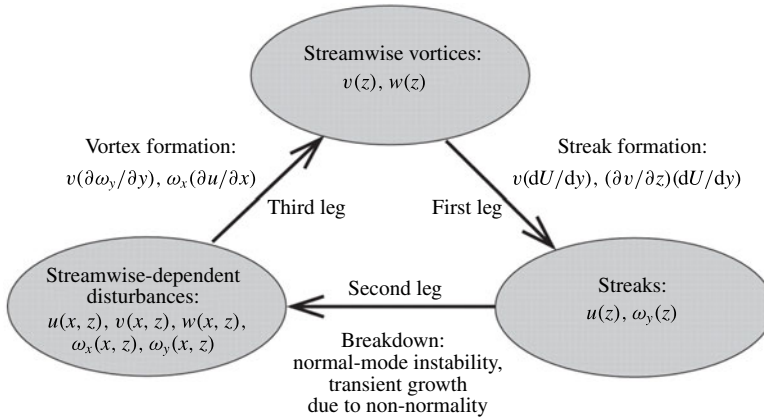 Streamwise vortices:
v(z), w(z)
Vortex formation:
v(∂ω_y/∂y), ω_x(∂u/∂x)
Third leg
Streak formation:
v(dU/dy), (∂v/∂z)(dU/dy)
First leg
Streamwise-dependent
disturbances:
u(x, z), v(x, z), w(x, z),
ω_x(x, z), ω_y(x, z)
Second leg
Breakdown:
normal-mode instability,
transient growth
due to non-normality
Streaks:
u(z), ω_y(z)